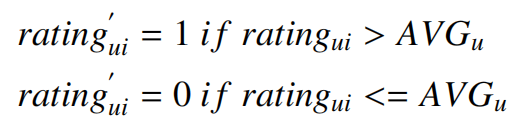 rating'ui = 1 if ratingui > AVGu
rating'ui = 0 if ratingui <= AVGu